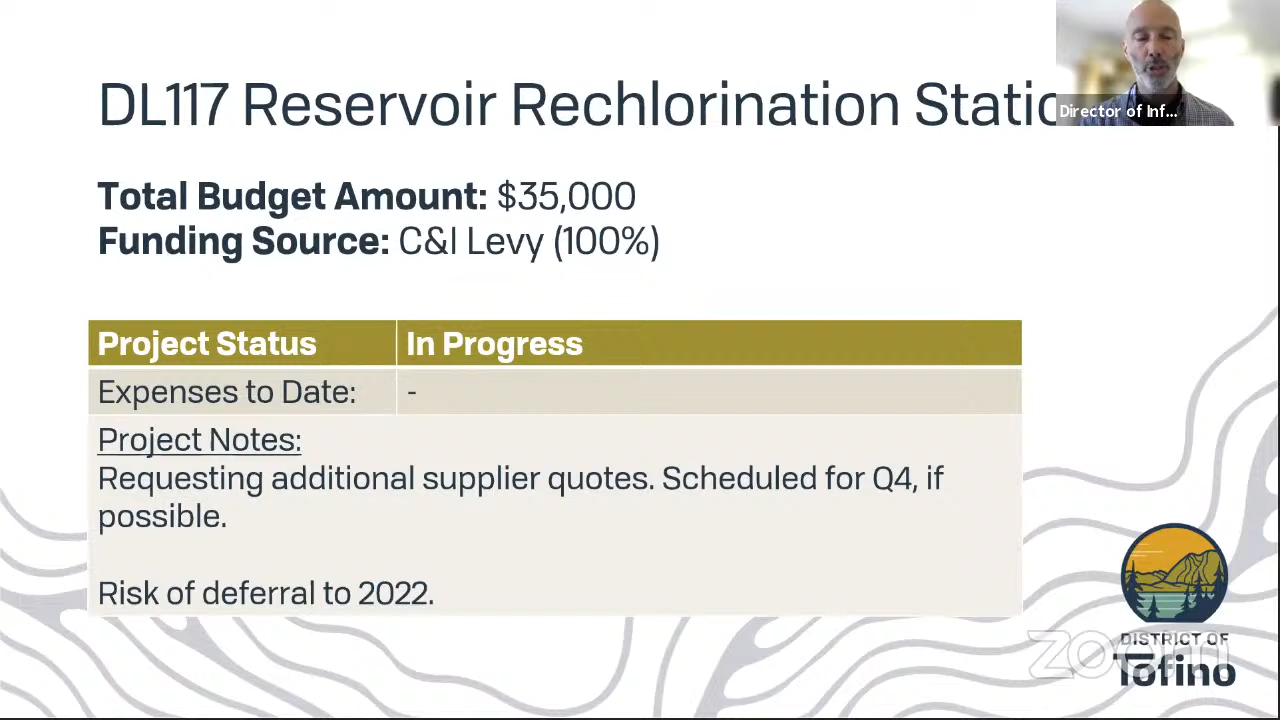 DL117 Reservoir Rechlorination Static
Director of Inf...
Total Budget Amount: $35,000
Funding Source: C&I Levy (100%)
Project Status In Progress
Expenses to Date: -
Project Notes:
Requesting additional supplier quotes. Scheduled for Q4, if
possible.
Risk of deferral to 2022.
DISTRICT OF
Tofino
zoom